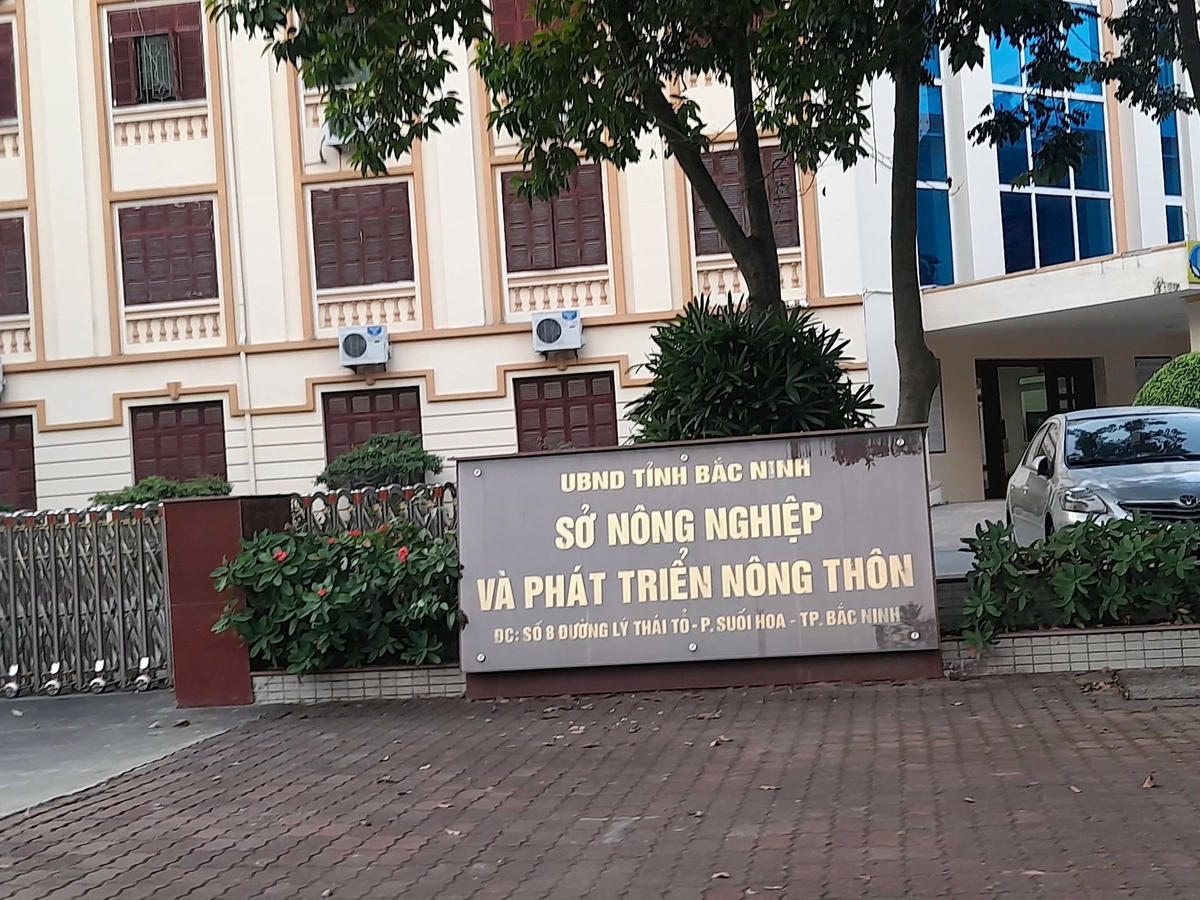 UBND TỈNH BẮC NINH
SỞ NÔNG NGHIỆP
VÀ PHÁT TRIỂN NÔNG THÔN
ĐC: SỐ 8 ĐƯỜNG LÝ THÁI TỔ - P. SUỐI HOA - TP. BẮC NINH